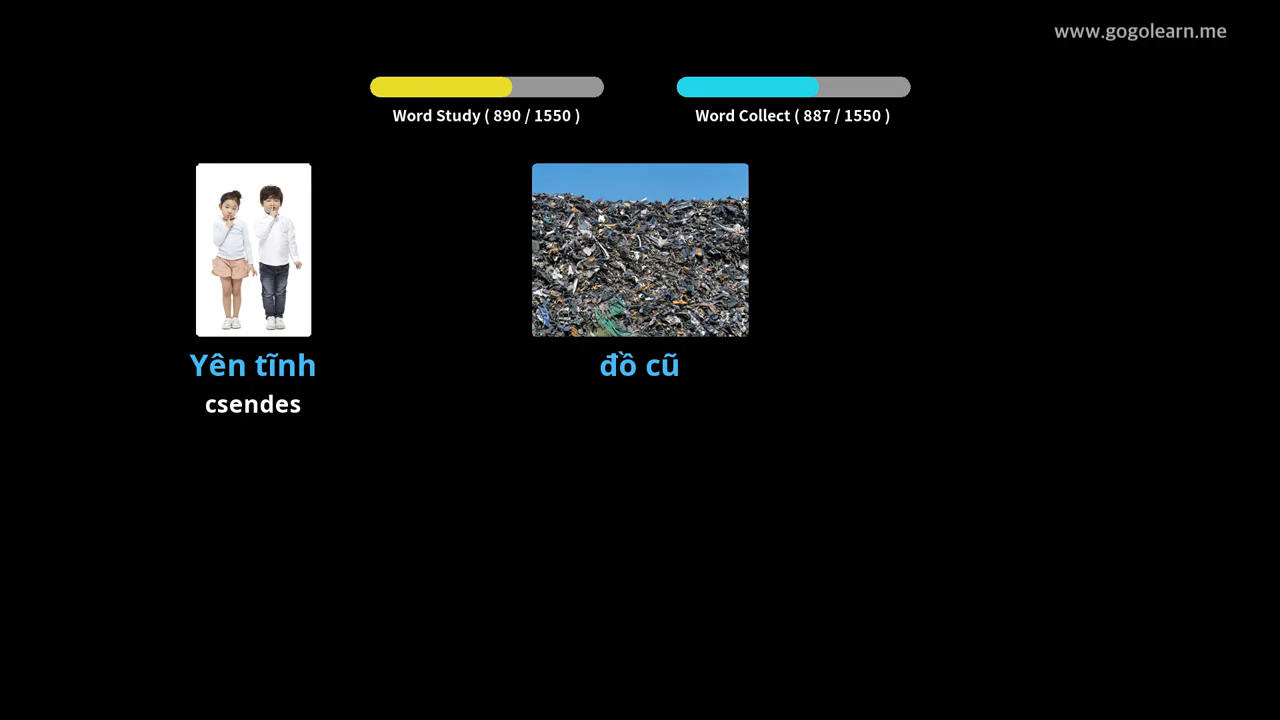 www.gogolearn.me
Word Study ( 890 / 1550 )
Word Collect ( 887 / 1550 )
Yên tĩnh
csendes
đồ cũ